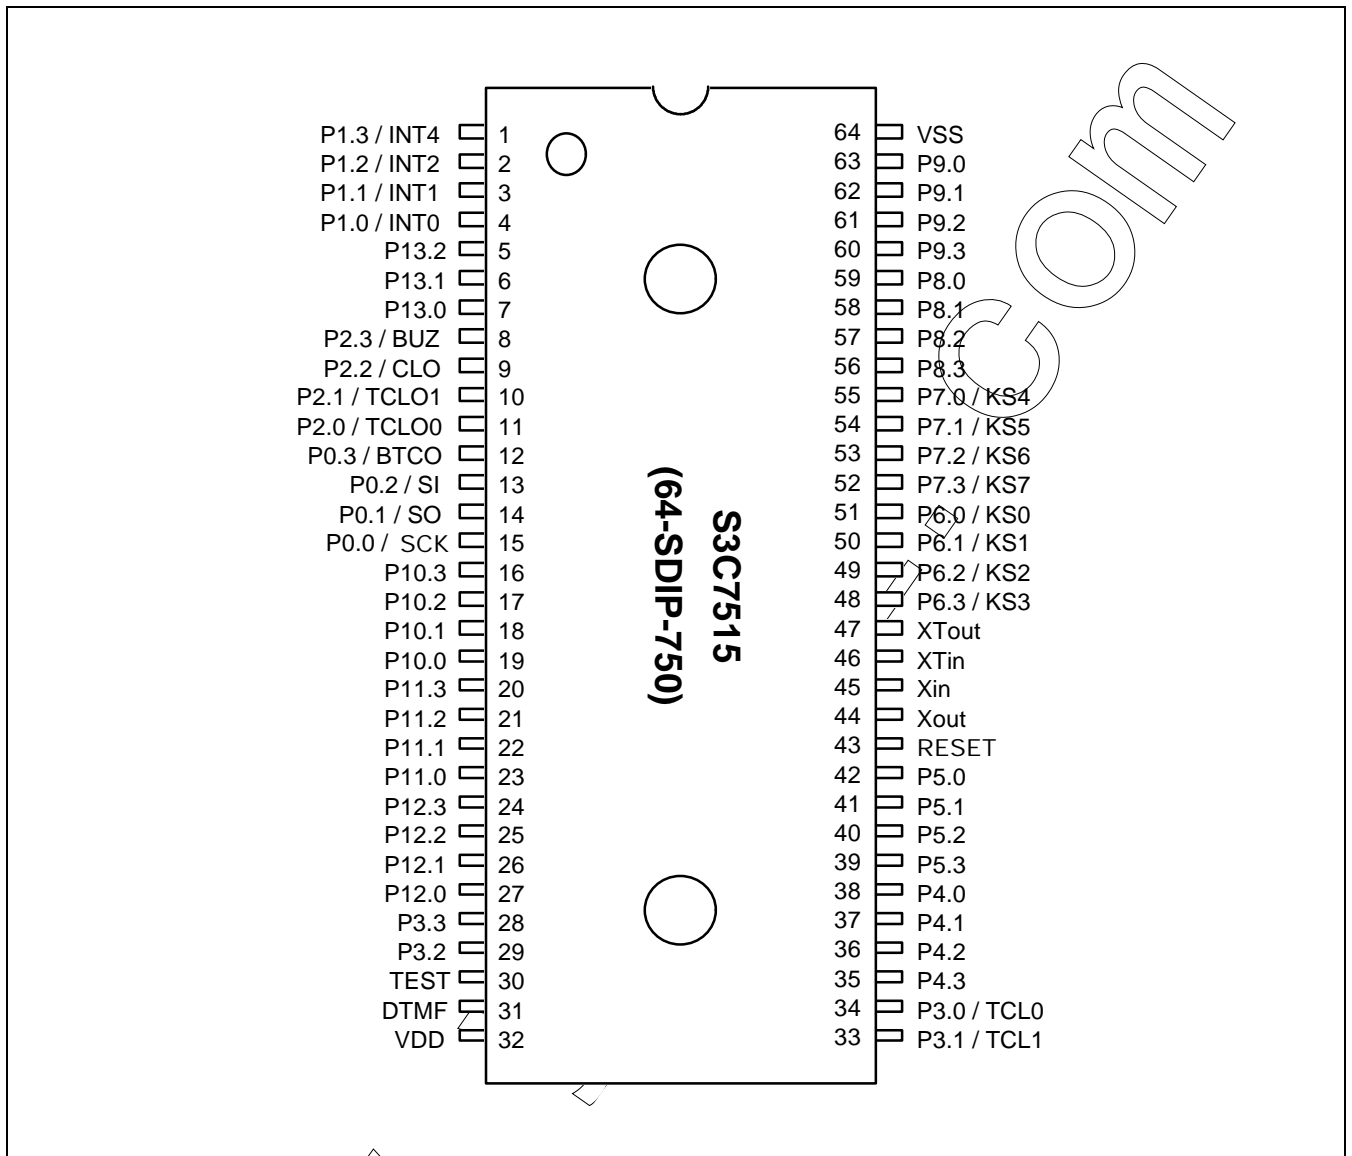 P1.3 / INT4 1 64 VSS
P1.2 / INT2 2 63 P9.0
P1.1 / INT1 3 62 P9.1
P1.0 / INT0 4 61 P9.2
P13.2 5 60 P9.3
P13.1 6 59 P8.0
P13.0 7 58 P8.1
P2.3 / BUZ 8 57 P8.2
P2.2 / CLO 9 56 P8.3
P2.1 / TCLO1 10 55 P7.0 / KS4
P2.0 / TCLO0 11 54 P7.1 / KS5
P0.3 / BTCO 12 53 P7.2 / KS6
P0.2 / SI 13 52 P7.3 / KS7
P0.1 / SO 14 51 P6.0 / KS0
P0.0 / SCK 15 50 P6.1 / KS1
P10.3 16 49 P6.2 / KS2
P10.2 17 48 P6.3 / KS3
P10.1 18 47 XTout
P10.0 19 46 XTin
P11.3 20 45 Xin
P11.2 21 44 Xout
P11.1 22 43 RESET
P11.0 23 42 P5.0
P12.3 24 41 P5.1
P12.2 25 40 P5.2
P12.1 26 39 P5.3
P12.0 27 38 P4.0
P3.3 28 37 P4.1
P3.2 29 36 P4.2
TEST 30 35 P4.3
DTMF 31 34 P3.0 / TCL0
VDD 32 33 P3.1 / TCL1
S3C7515
(64-SDIP-750)
com